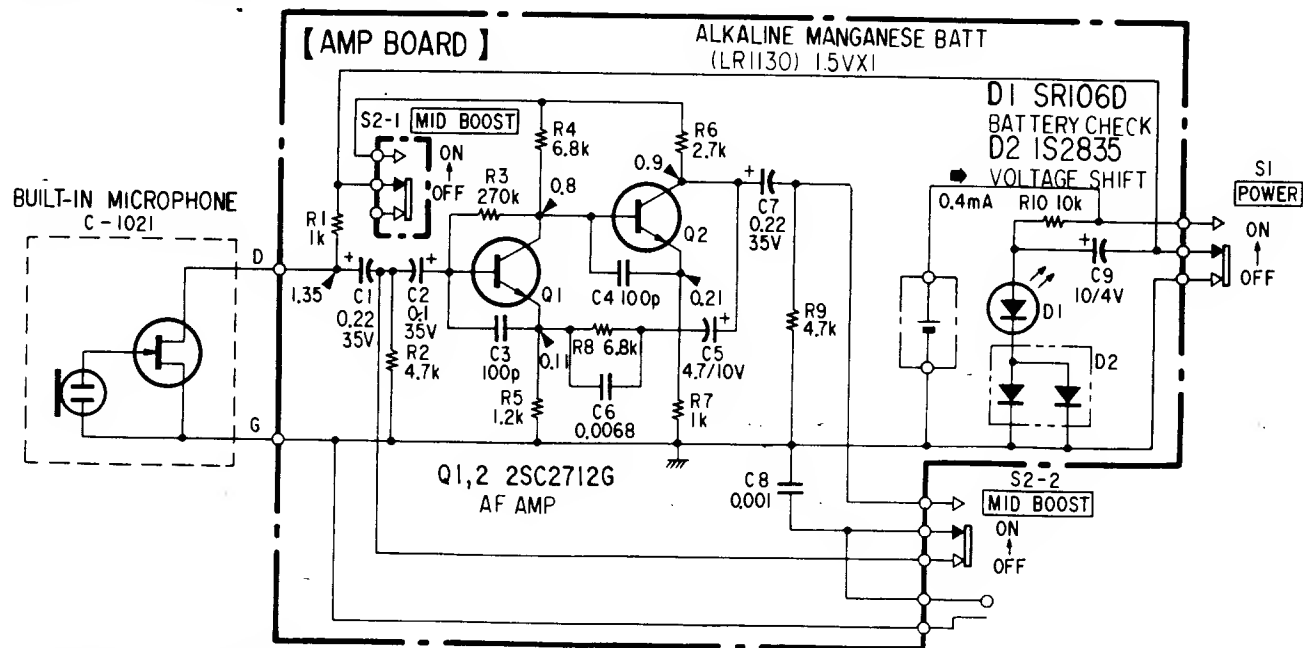 【AMP BOARD】
ALKALINE MANGANESE BATT
(LR1130) 1.5VX1
D1 SR106D
BATTERY CHECK
D2 1S2835
VOLTAGE SHIFT
S2-1 MID BOOST
ON
OFF
R4
6.8k
R6
2.7k
0.9
0.8
R3
270k
C7
0.22
35V
0.4mA
R10 10k
S1
POWER
ON
OFF
BUILT-IN MICROPHONE
C-1021
R1
1k
D
1.35
C1
0.22
35V
C2
0.1
35V
Q1
Q2
C4 100p
0.21
C9
10/4V
D1
R2
4.7k
C3
100p
0.11
R8
6.8k
C5
4.7/10V
R9
4.7k
D2
R5
1.2k
C6
0.0068
R7
1k
G
Q1,2 2SC2712G
AF AMP
C8
0.001
S2-2
MID BOOST
ON
OFF